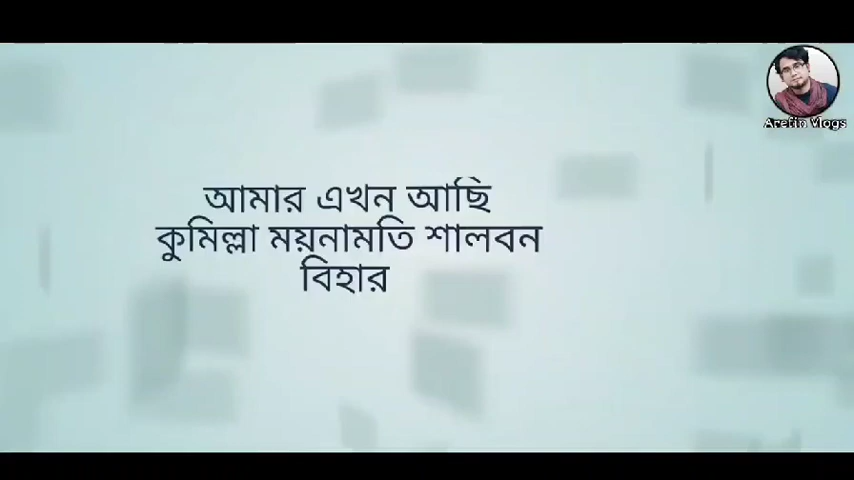 Arefin Vlogs
আমার এখন আছি
কুমিল্লা ময়নামতি শালবন
বিহার